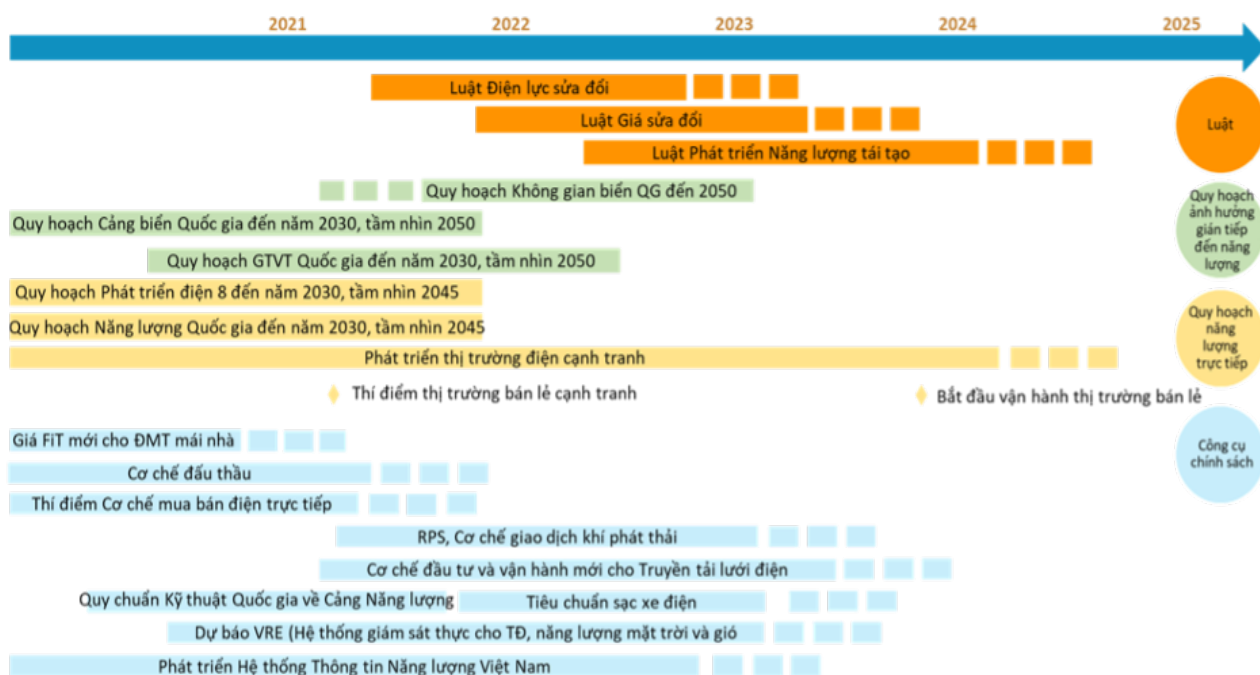 2021 2022 2023 2024 2025
Luật Điện lực sửa đổi
Luật Giá sửa đổi
Luật Phát triển Năng lượng tái tạo
Luật
Quy hoạch Không gian biển QG đến 2050
Quy hoạch Cảng biển Quốc gia đến năm 2030, tầm nhìn 2050
Quy hoạch GTVT Quốc gia đến năm 2030, tầm nhìn 2050
Quy hoạch
ảnh hưởng
gián tiếp
đến năng
lượng
Quy hoạch Phát triển điện 8 đến năm 2030, tầm nhìn 2045
Quy hoạch Năng lượng Quốc gia đến năm 2030, tầm nhìn 2045
Phát triển thị trường điện cạnh tranh
Thí điểm thị trường bán lẻ cạnh tranh
Bắt đầu vận hành thị trường bán lẻ
Quy hoạch
năng
lượng
trực tiếp
Giá FiT mới cho ĐMT mái nhà
Cơ chế đấu thầu
Thí điểm Cơ chế mua bán điện trực tiếp
RPS, Cơ chế giao dịch khí phát thải
Cơ chế đầu tư và vận hành mới cho Truyền tải lưới điện
Quy chuẩn Kỹ thuật Quốc gia về Cảng Năng lượng
Tiêu chuẩn sạc xe điện
Dự báo VRE (Hệ thống giám sát thực cho TĐ, năng lượng mặt trời và gió
Phát triển Hệ thống Thông tin Năng lượng Việt Nam
Công cụ
chính sách